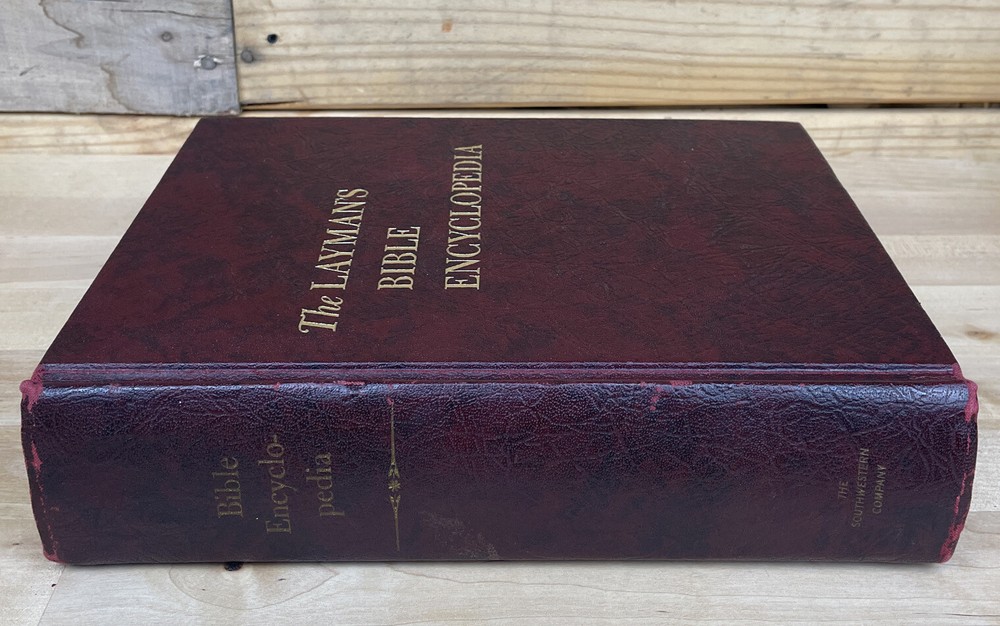 The LAYMAN'S
BIBLE
ENCYCLOPEDIA
Bible
Encyclo-
pedia
THE
SOUTHWESTERN
COMPANY